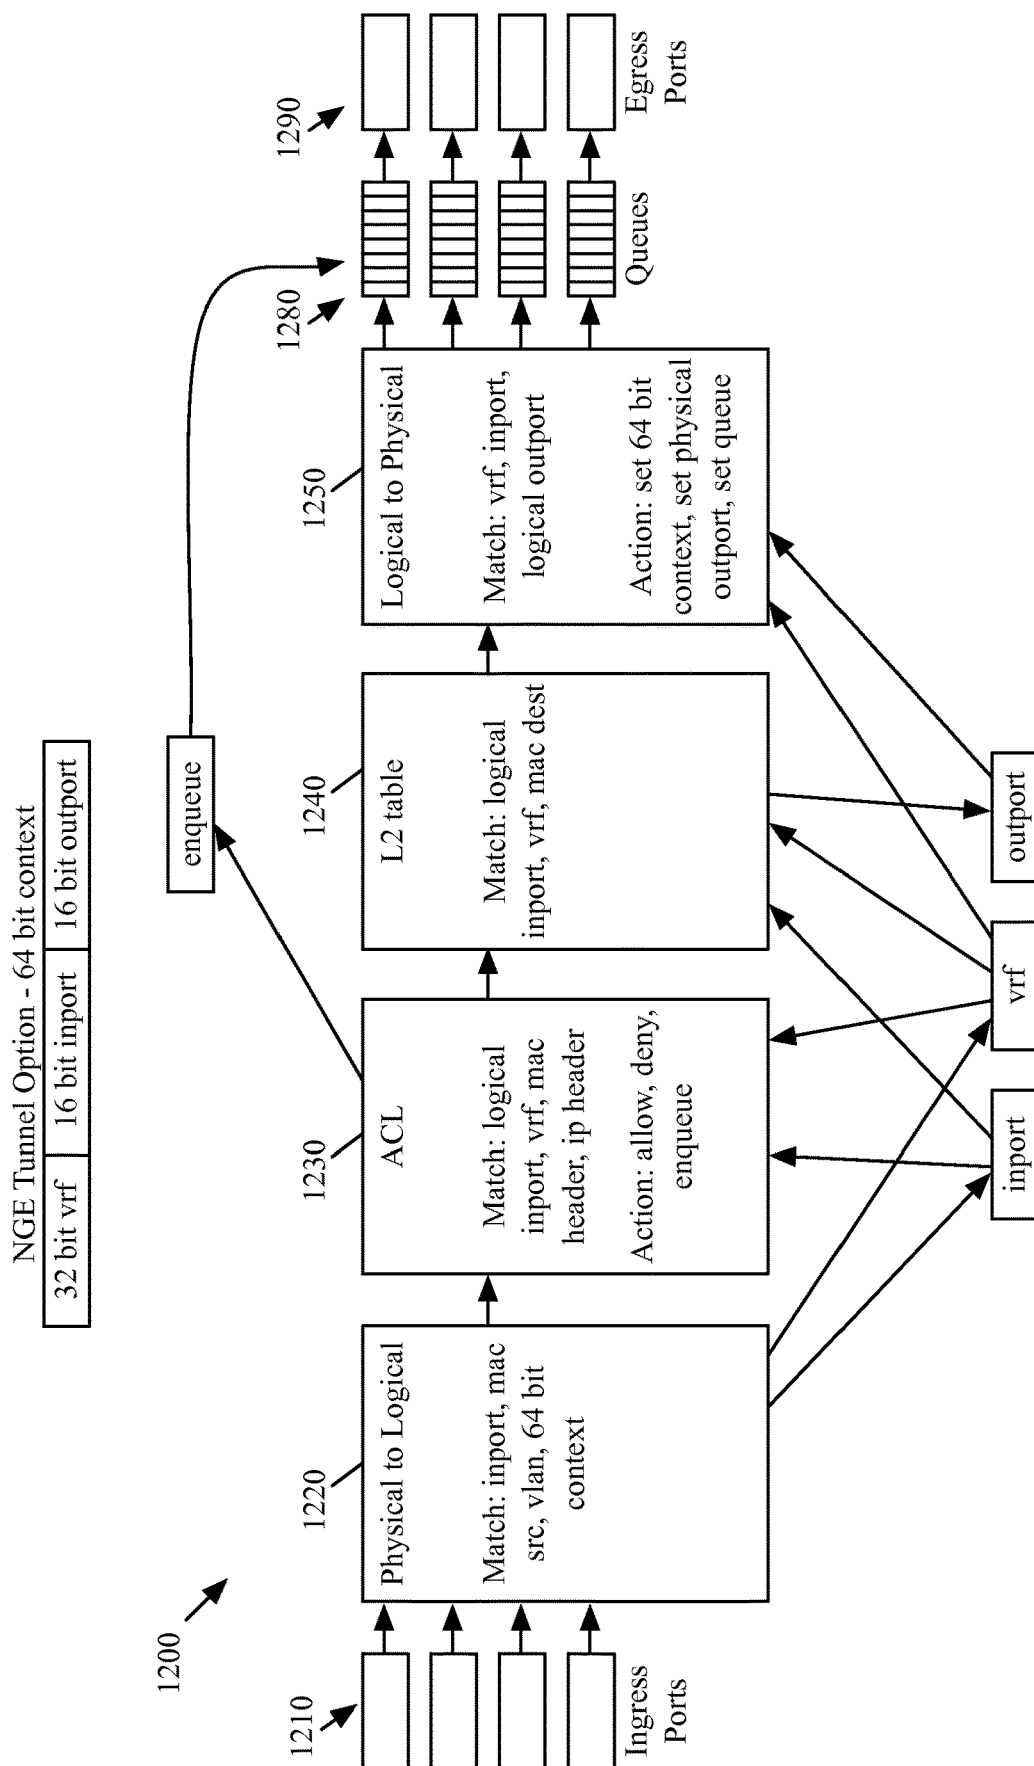 NGE Tunnel Option - 64 bit context
32 bit vrf
16 bit inport
16 bit outport
enqueue
1200
1210
1220
1230
1240
1250
1280
1290
Physical to Logical
Match: inport, mac
src, vlan, 64 bit
context
ACL
Match: logical
inport, vrf, mac
header, ip header
Action: allow, deny,
enqueue
L2 table
Match: logical
inport, vrf, mac dest
Logical to Physical
Match: vrf, inport,
logical outport
Action: set 64 bit
context, set physical
outport, set queue
Ingress
Ports
Queues
Egress
Ports
inport
vrf
outport